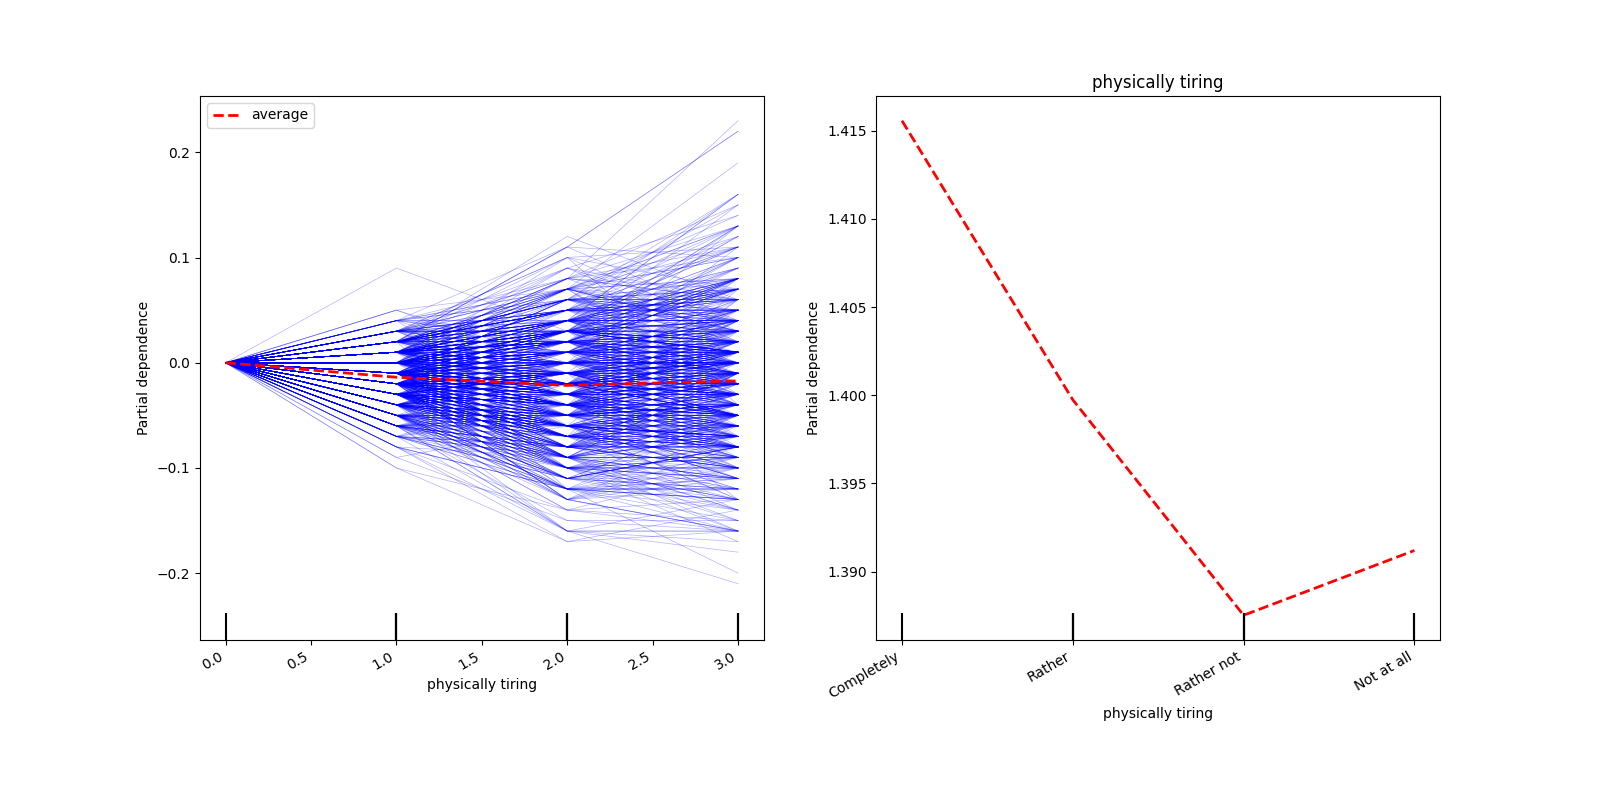 average
0.2
0.1
0.0
−0.1
−0.2
Partial dependence
0.0
0.5
1.0
1.5
2.0
2.5
3.0
physically tiring
physically tiring
1.415
1.410
1.405
1.400
1.395
1.390
Partial dependence
Completely
Rather
Rather not
Not at all
physically tiring